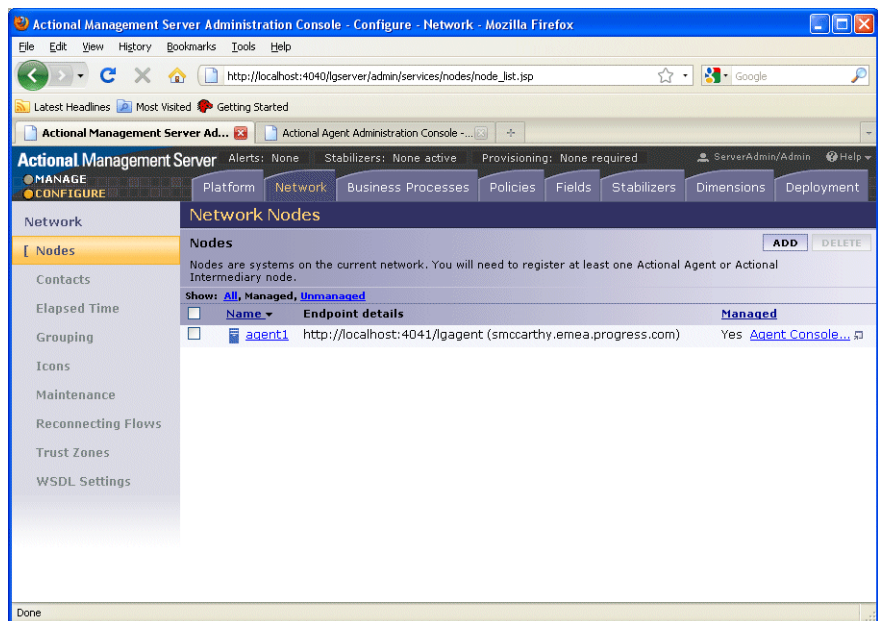 Actional Management Server Administration Console - Configure - Network - Mozilla Firefox
File Edit View History Bookmarks Tools Help
http://localhost:4040/lgserver/admin/services/nodes/node_list.jsp Google
Latest Headlines Most Visited Getting Started
Actional Management Server Ad... Actional Agent Administration Console -...
Actional Management Server Alerts: None Stabilizers: None active Provisioning: None required ServerAdmin/Admin Help
MANAGE
CONFIGURE
Platform Network Business Processes Policies Fields Stabilizers Dimensions Deployment
Network
[ Nodes
Contacts
Elapsed Time
Grouping
Icons
Maintenance
Reconnecting Flows
Trust Zones
WSDL Settings
Network Nodes
Nodes ADD DELETE
Nodes are systems on the current network. You will need to register at least one Actional Agent or Actional
Intermediary node.
Show: All, Managed, Unmanaged
Name Endpoint details Managed
agent1 http://localhost:4041/lgagent (smccarthy.emea.progress.com) Yes Agent Console...
Done